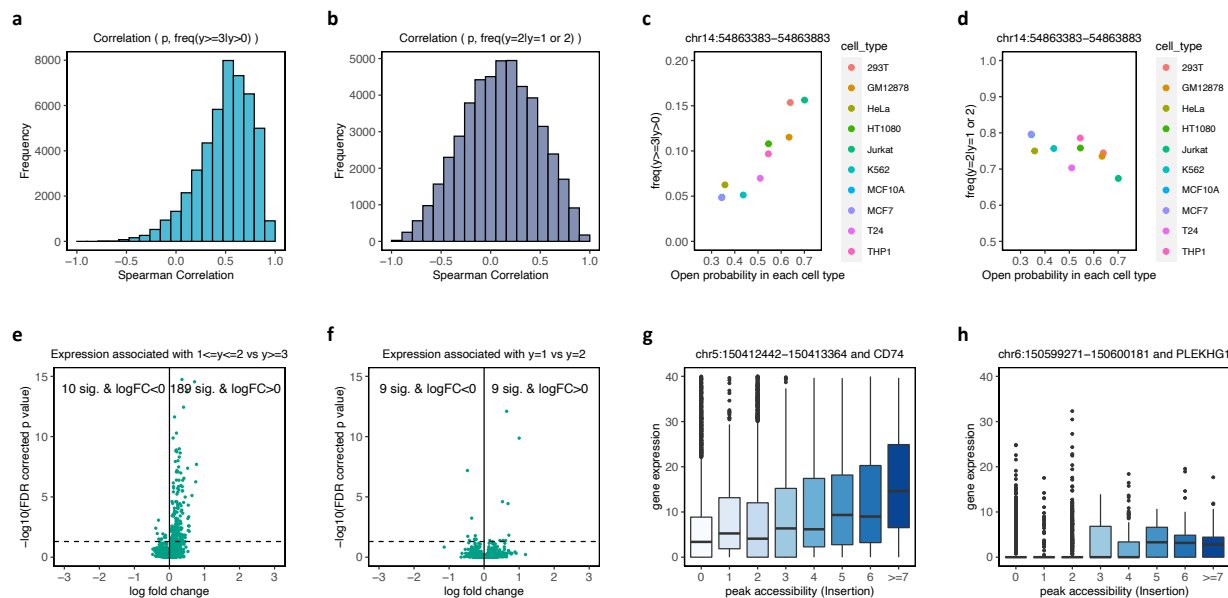 a
Correlation ( p, freq(y>=3|y>0) )
8000
6000
4000
2000
0
Frequency
−1.0 −0.5 0.0 0.5 1.0
Spearman Correlation
b
Correlation ( p, freq(y=2|y=1 or 2) )
5000
4000
3000
2000
1000
0
Frequency
−1.0 −0.5 0.0 0.5 1.0
Spearman Correlation
c
chr14:54863383−54863883
0.20
0.15
0.10
0.05
0.00
freq(y>=3|y>0)
0.3 0.4 0.5 0.6 0.7
Open probability in each cell type
cell_type
293T
GM12878
HeLa
HT1080
Jurkat
K562
MCF10A
MCF7
T24
THP1
d
chr14:54863383−54863883
1.0
0.9
0.8
0.7
0.6
0.5
freq(y=2|y=1 or 2)
0.3 0.4 0.5 0.6 0.7
Open probability in each cell type
cell_type
293T
GM12878
HeLa
HT1080
Jurkat
K562
MCF10A
MCF7
T24
THP1
e
Expression associated with 1<=y<=2 vs y>=3
10 sig. & logFC<0 189 sig. & logFC>0
15
10
5
0
−log10(FDR corrected p value)
−3 −2 −1 0 1 2 3
log fold change
f
Expression associated with y=1 vs y=2
9 sig. & logFC<0 9 sig. & logFC>0
15
10
5
0
−log10(FDR corrected p value)
−3 −2 −1 0 1 2 3
log fold change
g
chr5:150412442−150413364 and CD74
40
30
20
10
0
gene expression
0 1 2 3 4 5 6 >=7
peak accessibility (Insertion)
h
chr6:150599271−150600181 and PLEKHG1
40
30
20
10
0
gene expression
0 1 2 3 4 5 6 >=7
peak accessibility (Insertion)